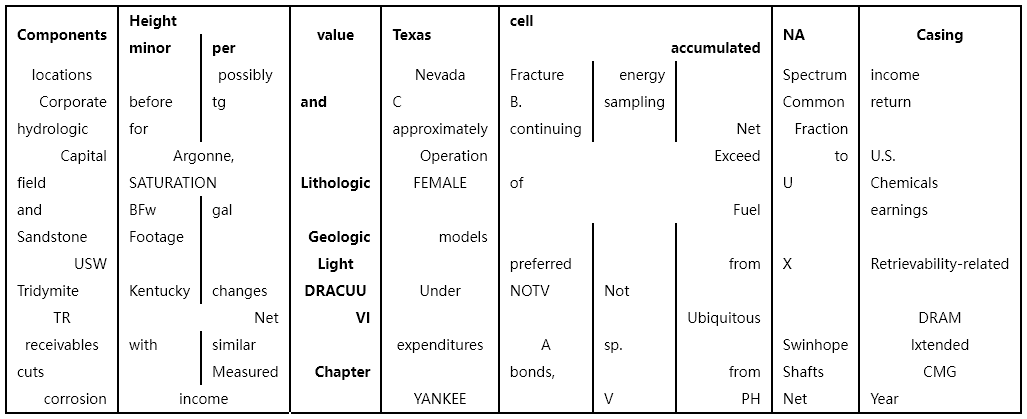 Components Height value Texas cell NA Casing
minor per accumulated
locations possibly Nevada Fracture energy Spectrum income
Corporate before tg and C B. sampling Common return
hydrologic for approximately continuing Net Fraction
Capital Argonne, Operation Exceed to U.S.
field SATURATION Lithologic FEMALE of U Chemicals
and BFw gal Fuel earnings
Sandstone Footage Geologic models
USW Light preferred from X Retrievability-related
Tridymite Kentucky changes DRACUU Under NOTV Not
TR Net VI Ubiquitous DRAM
receivables with similar expenditures A sp. Swinhope Ixtended
cuts Measured Chapter bonds, from Shafts CMG
corrosion income YANKEE V PH Net Year